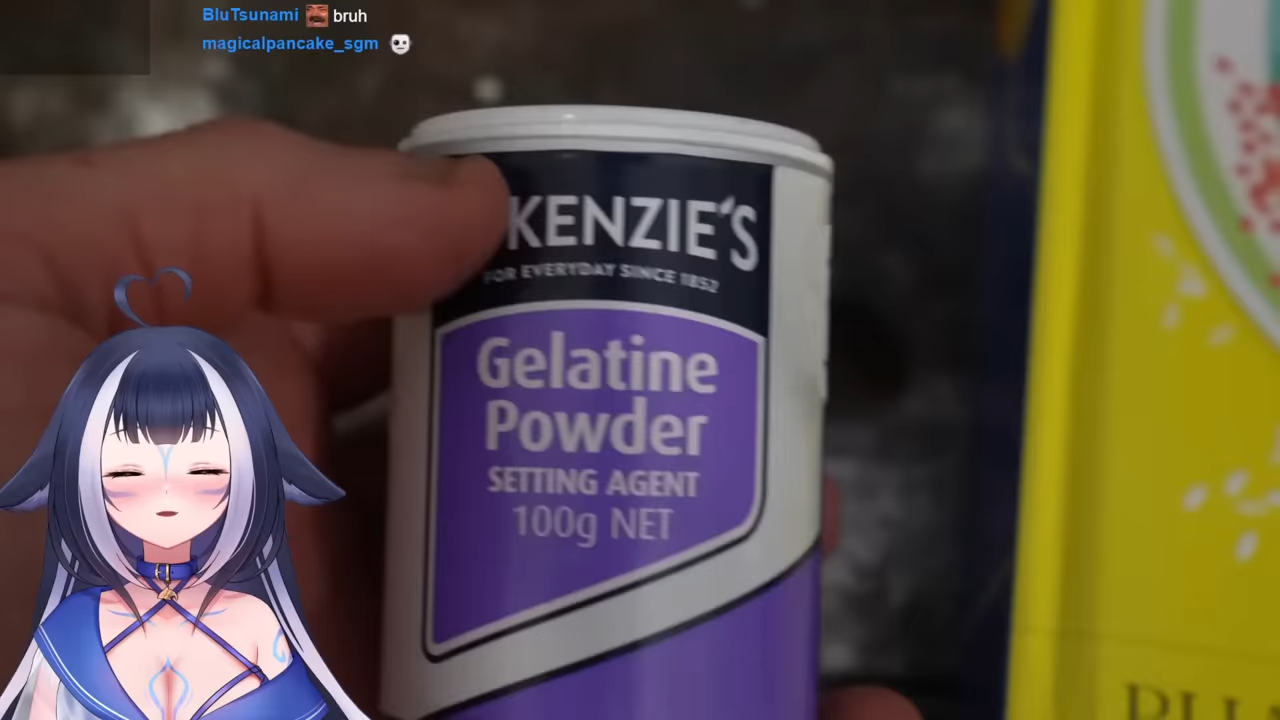 BluTsunami bruh
magicalpancake_sgm
KENZIE'S
FOR EVERYDAY SINCE 1852
Gelatine
Powder
SETTING AGENT
100g NET